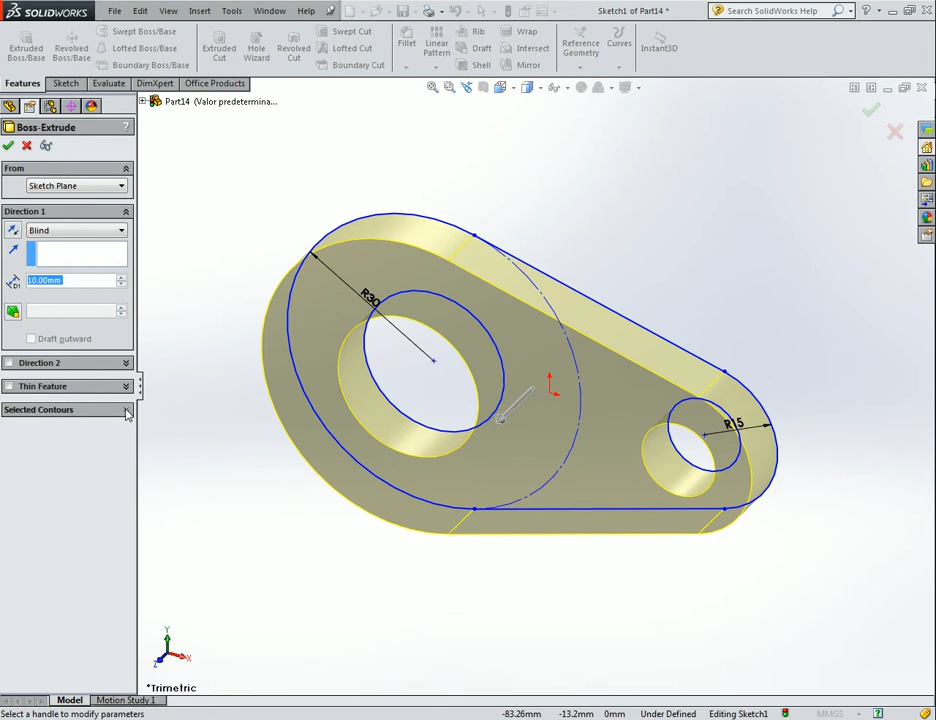 SOLIDWORKS File Edit View Insert Tools Window Help Sketch1 of Part14 * Search SolidWorks Help
Extruded Boss/Base
Revolved Boss/Base
Swept Boss/Base
Lofted Boss/Base
Boundary Boss/Base
Extruded Cut
Hole Wizard
Revolved Cut
Swept Cut
Lofted Cut
Boundary Cut
Fillet
Linear Pattern
Rib
Draft
Shell
Wrap
Intersect
Mirror
Reference Geometry
Curves
Instant3D
Features Sketch Evaluate DimXpert Office Products
Part14 (Valor predetermina...
Boss-Extrude ?
From
Sketch Plane
Direction 1
Blind
10.00mm
Draft outward
Direction 2
Thin Feature
Selected Contours
R30
R15
Y
X
Z
*Trimetric
Model Motion Study 1
Select a handle to modify parameters -83.26mm -13.2mm 0mm Under Defined Editing Sketch1 MMGS ?